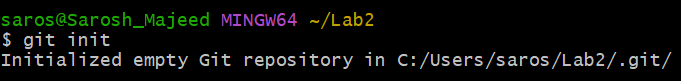 saros@Sarosh_Majeed MINGW64 ~/Lab2
$ git init
Initialized empty Git repository in C:/Users/saros/Lab2/.git/